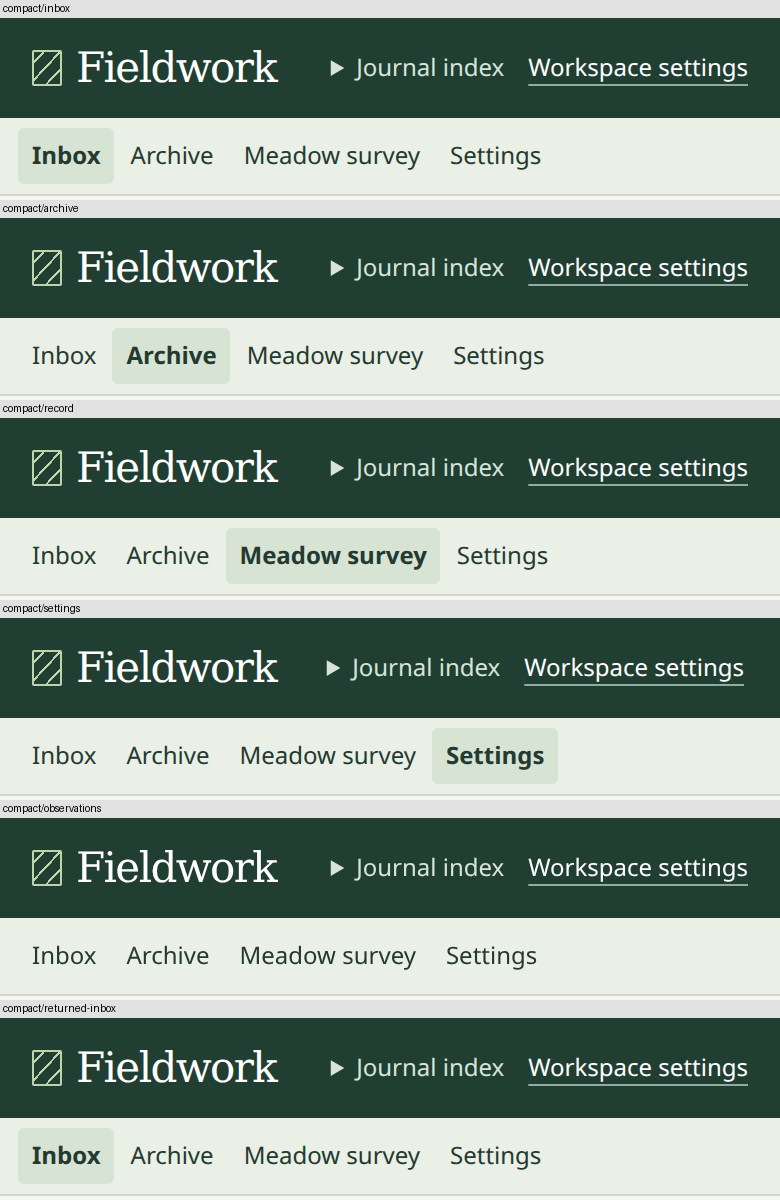 compact/inbox
Fieldwork ▶ Journal index Workspace settings
Inbox Archive Meadow survey Settings
compact/archive
Fieldwork ▶ Journal index Workspace settings
Inbox Archive Meadow survey Settings
compact/record
Fieldwork ▶ Journal index Workspace settings
Inbox Archive Meadow survey Settings
compact/settings
Fieldwork ▶ Journal index Workspace settings
Inbox Archive Meadow survey Settings
compact/observations
Fieldwork ▶ Journal index Workspace settings
Inbox Archive Meadow survey Settings
compact/returned-inbox
Fieldwork ▶ Journal index Workspace settings
Inbox Archive Meadow survey Settings